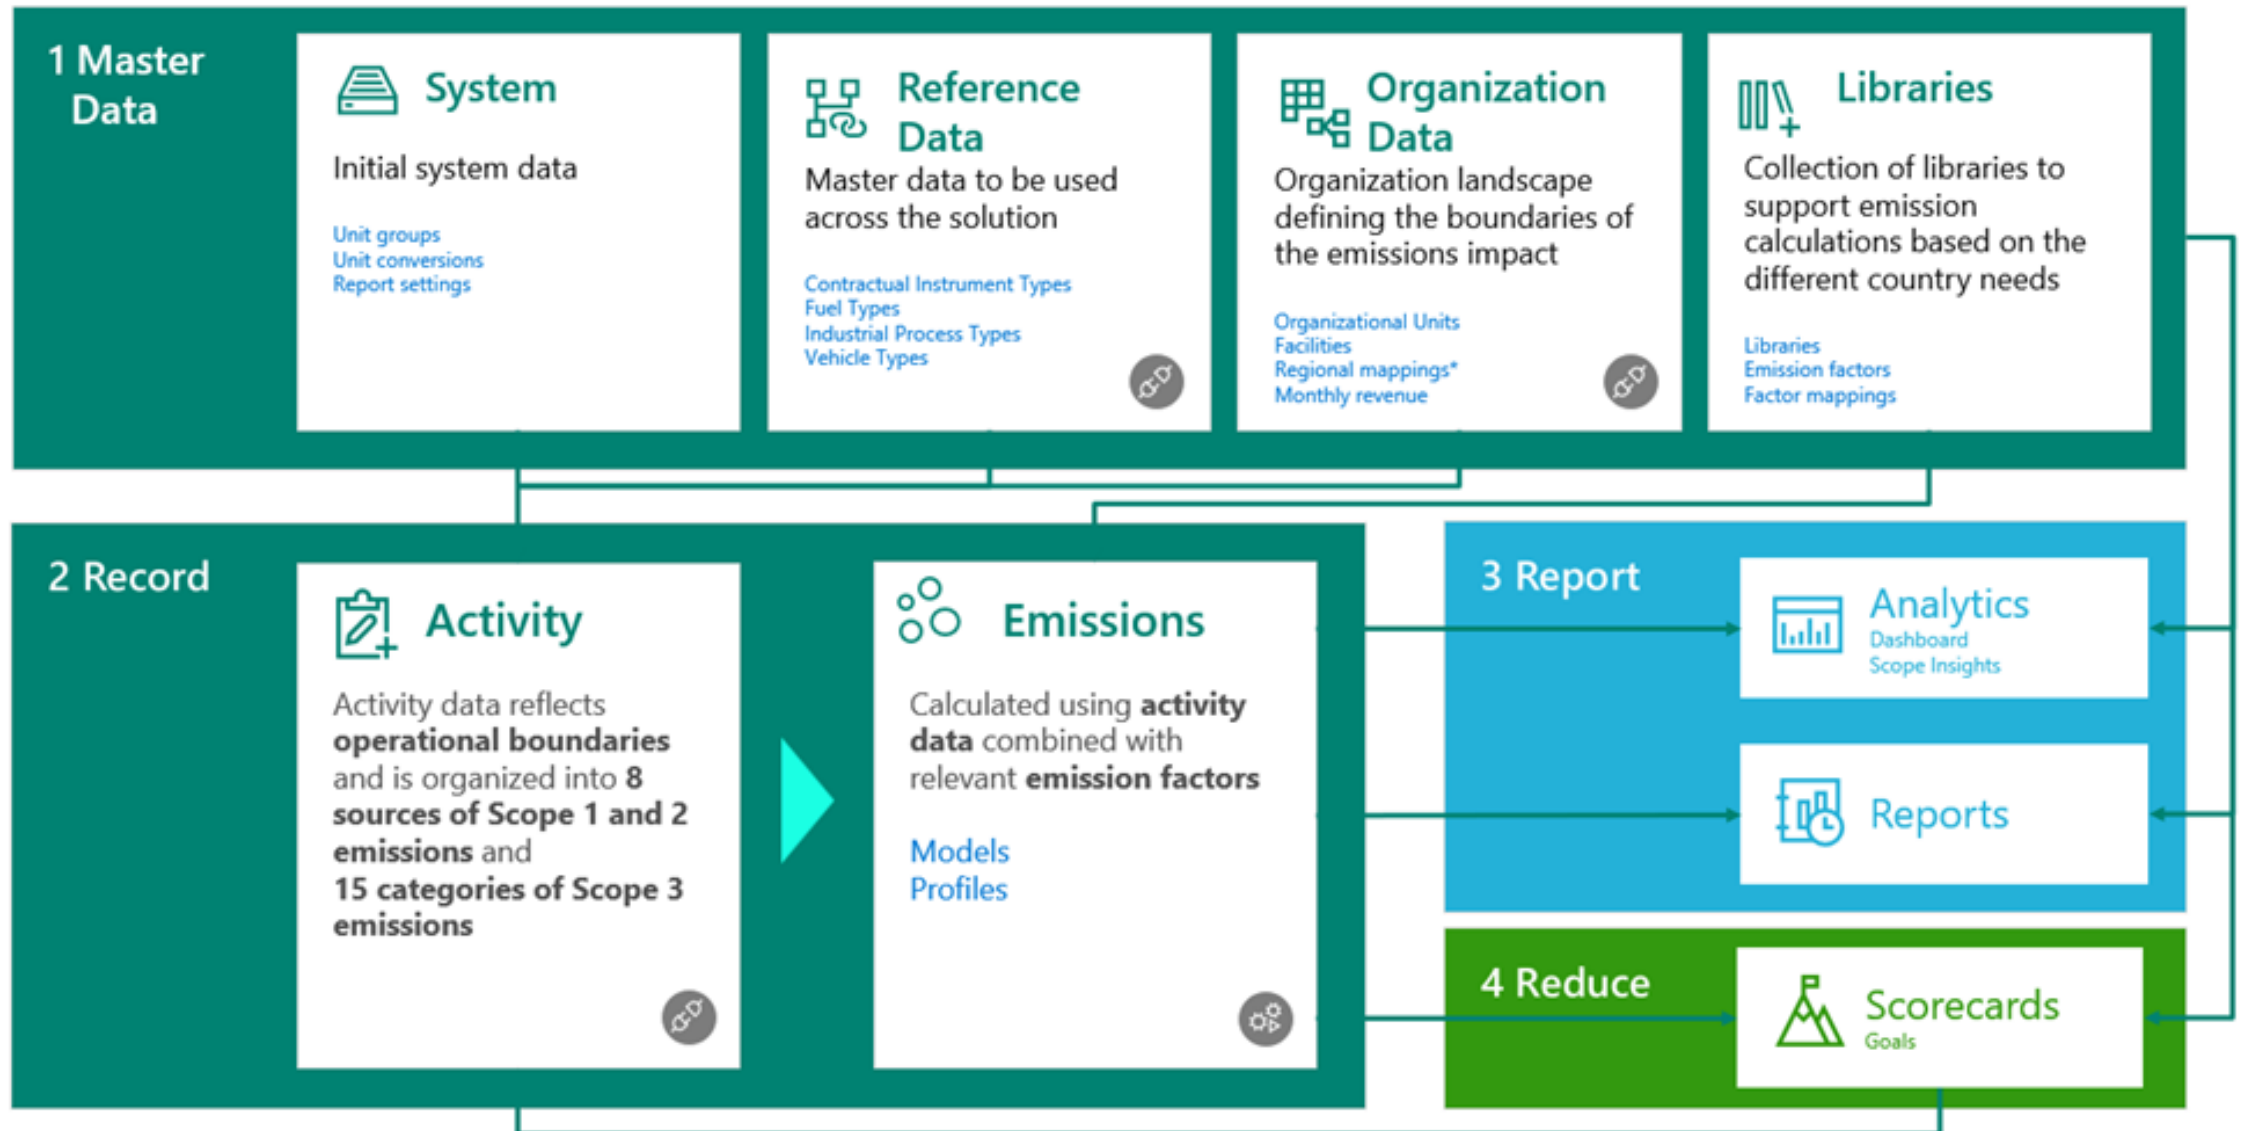 1 Master
Data
System
Initial system data
Unit groups
Unit conversions
Report settings
Reference
Data
Master data to be used
across the solution
Contractual Instrument Types
Fuel Types
Industrial Process Types
Vehicle Types
Organization
Data
Organization landscape
defining the boundaries of
the emissions impact
Organizational Units
Facilities
Regional mappings*
Monthly revenue
Libraries
Collection of libraries to
support emission
calculations based on the
different country needs
Libraries
Emission factors
Factor mappings
2 Record
Activity
Activity data reflects
operational boundaries
and is organized into 8
sources of Scope 1 and 2
emissions and
15 categories of Scope 3
emissions
Emissions
Calculated using activity
data combined with
relevant emission factors
Models
Profiles
3 Report
Analytics
Dashboard
Scope Insights
Reports
4 Reduce
Scorecards
Goals